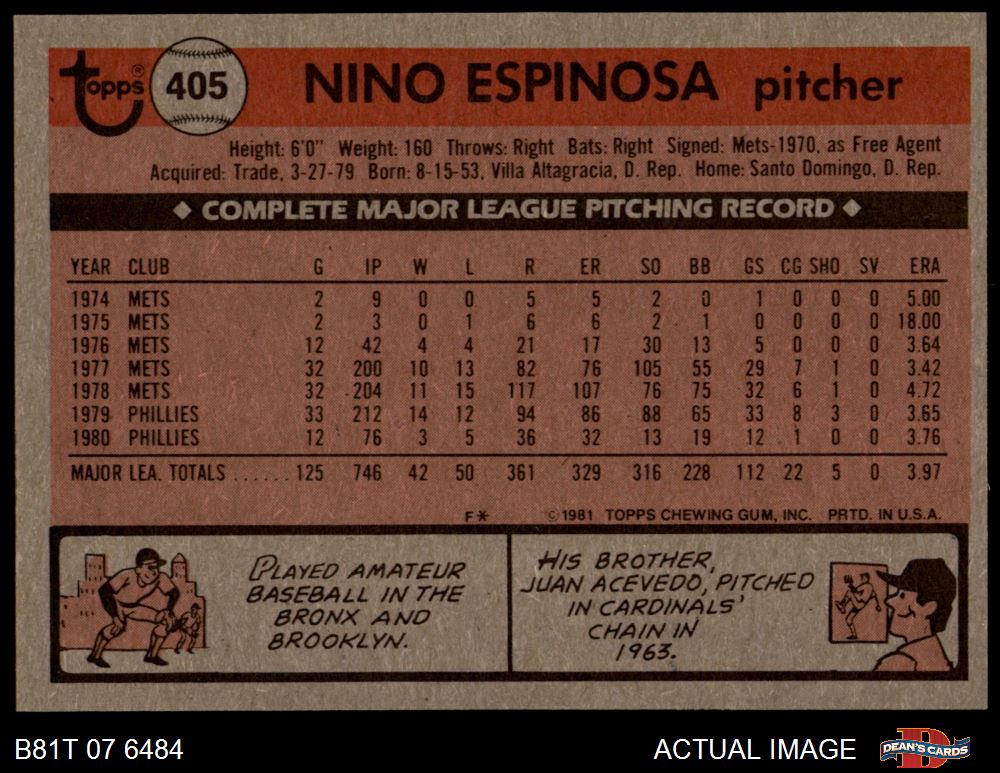 Topps® 405 NINO ESPINOSA pitcher
Height: 6'0" Weight: 160 Throws: Right Bats: Right Signed: Mets-1970, as Free Agent
Acquired: Trade, 3-27-79 Born: 8-15-53, Villa Altagracia, D. Rep. Home: Santo Domingo, D. Rep.
◆ COMPLETE MAJOR LEAGUE PITCHING RECORD ◆
YEAR CLUB G IP W L R ER SO BB GS CG SHO SV ERA
1974 METS 2 9 0 0 5 5 2 0 1 0 0 0 5.00
1975 METS 2 3 0 1 6 6 2 1 0 0 0 0 18.00
1976 METS 12 42 4 4 21 17 30 13 5 0 0 0 3.64
1977 METS 32 200 10 13 82 76 105 55 29 7 1 0 3.42
1978 METS 32 204 11 15 117 107 76 75 32 6 1 0 4.72
1979 PHILLIES 33 212 14 12 94 86 88 65 33 8 3 0 3.65
1980 PHILLIES 12 76 3 5 36 32 13 19 12 1 0 0 3.76
MAJOR LEA. TOTALS ......125 746 42 50 361 329 316 228 112 22 5 0 3.97
F* ©1981 TOPPS CHEWING GUM, INC. PRTD. IN U.S.A.
PLAYED AMATEUR
BASEBALL IN THE
BRONX AND
BROOKLYN.
HIS BROTHER,
JUAN ACEVEDO, PITCHED
IN CARDINALS'
CHAIN IN
1963.
B81T 07 6484 ACTUAL IMAGE DEAN'S CARDS